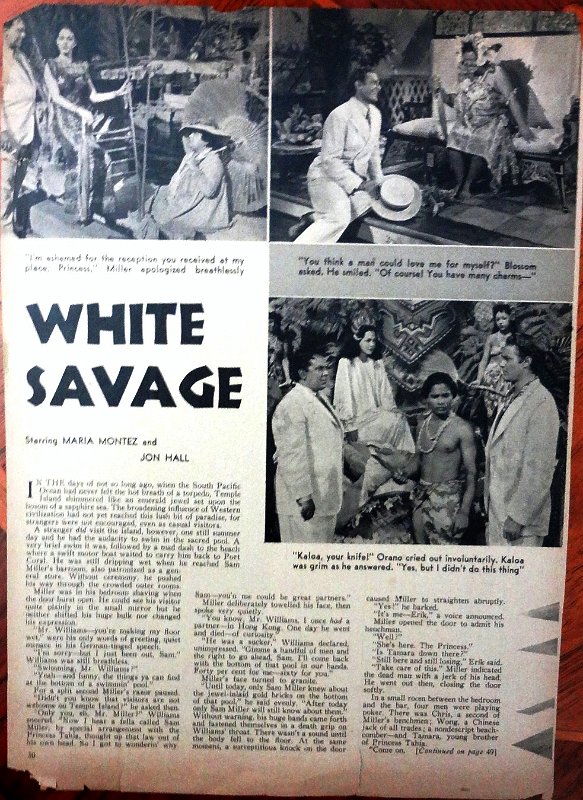 "I'm ashamed for the reception you received at my
place, Princess," Miller apologized breathlessly
"You think a man could love me for myself?" Blossom
asked. He smiled. "Of course! You have many charms—"
WHITE
SAVAGE
Starring MARIA MONTEZ and
JON HALL
"Kaloa, your knife!" Orano cried out involuntarily. Kaloa
was grim as he answered. "Yes, but I didn't do this thing"
IN THE days of not so long ago, when the South Pacific
Ocean had never felt the hot breath of a torpedo, Temple
Island shimmered like an emerald jewel set upon the
bosom of a sapphire sea. The broadening influence of Western
civilization had not yet reached this lush bit of paradise, for
strangers were not encouraged, even as casual visitors.
A stranger did visit the island, however, one still summer
day and he had the audacity to swim in the sacred pool. A
very brief swim it was, followed by a mad dash to the beach
where a swift motor boat waited to carry him back to Port
Coral. He was still dripping wet when he reached Sam
Miller's barroom, also patronized as a gen-
eral store. Without ceremony, he pushed
his way through the crowded outer rooms.
Miller was in his bedroom shaving when
the door burst open. He could see his visitor
quite plainly in the small mirror but he
neither shifted his huge bulk nor changed
his expression.
"Mr. Williams—you're making my floor
wet," were his only words of greeting, quiet
menace in his German-tinged speech.
"I'm sorry—but I just been out, Sam,"
Williams was still breathless.
"Swimming, Mr. Williams?"
"Yeah—and funny, the things you can find
at the bottom of a swimmin' pool."
For a split second Miller's razor paused.
"Didn't you know that visitors are not
welcome on Temple Island?" he asked then.
"Only you, eh, Mr. Miller?" Williams
sneered. "Now I hear a fella called Sam
Miller, by special arrangement with the
Princess Tahia, thought up that law out of
his own head. So I got to wonderin' why.
50
Sam—you'n me could be great partners."
Miller deliberately towelled his face, then
spoke very quietly.
"You know, Mr. Williams, I once had a
partner—in Hong Kong. One day he went
and died—of curiosity."
"He was a sucker," Williams declared,
unimpressed. "Gimme a handful of men and
the right to go ahead, Sam. I'll come back
with the bottom of that pool in our hands.
Forty per cent for me—sixty for you."
Miller's face turned to granite.
"Until today, only Sam Miller knew about
the jewel-inlaid gold bricks on the bottom
of that pool," he said evenly. "After today
only Sam Miller will still know about them."
Without warning, his huge hands came forth
and fastened themselves in a death grip on
Williams' throat. There wasn't a sound until
the body fell to the floor. At the same
moment, a surreptitious knock on the door
caused Miller to straighten abruptly.
"Yes?" he barked.
"It's me—Erik," a voice announced.
Miller opened the door to admit his
henchman.
"Well?"
"She's here. The Princess."
"Is Tamara down there?"
"Still here and still losing," Erik said.
"Take care of this." Miller indicated
the dead man with a jerk of his head.
He went out then, closing the door
softly.
In a small room between the bedroom
and the bar, four men were playing
poker. There was Chris, a second of
Miller's henchmen; Wong, a Chinese
jack of all trades; a nondescript beach-
comber—and Tamara, young brother
of Princess Tahia.
"Come on. [Continued on page 49]